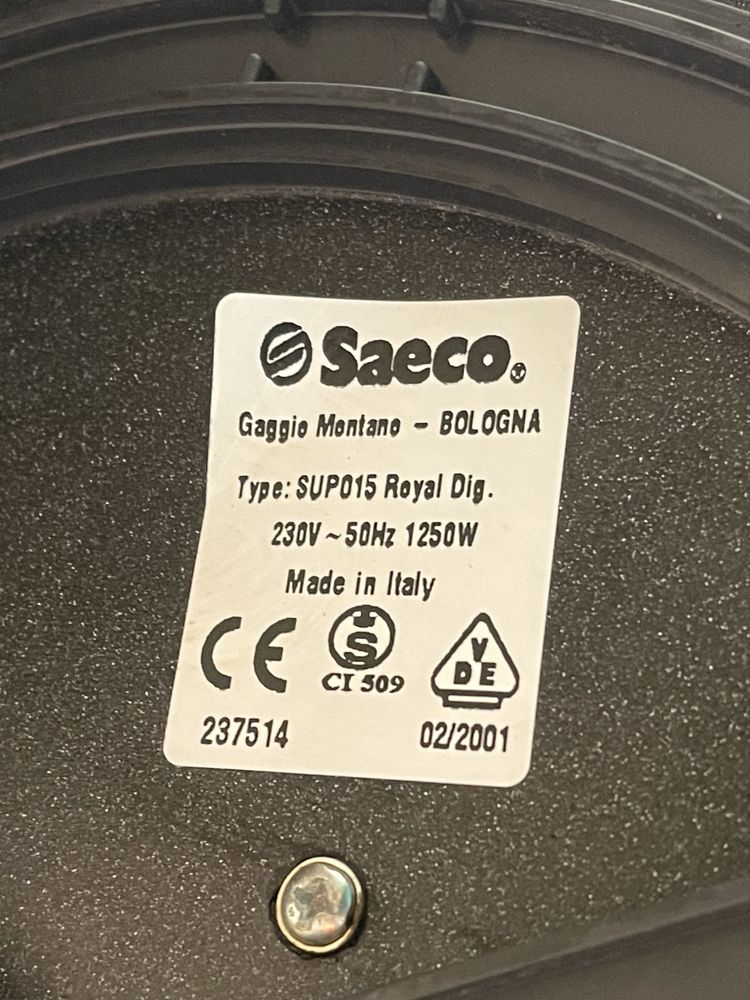 Saeco®
Gaggio Montano - BOLOGNA
Type: SUP015 Royal Dig.
230V ~ 50Hz 1250W
Made in Italy
CE
IS
CI 509
VDE
237514
02/2001